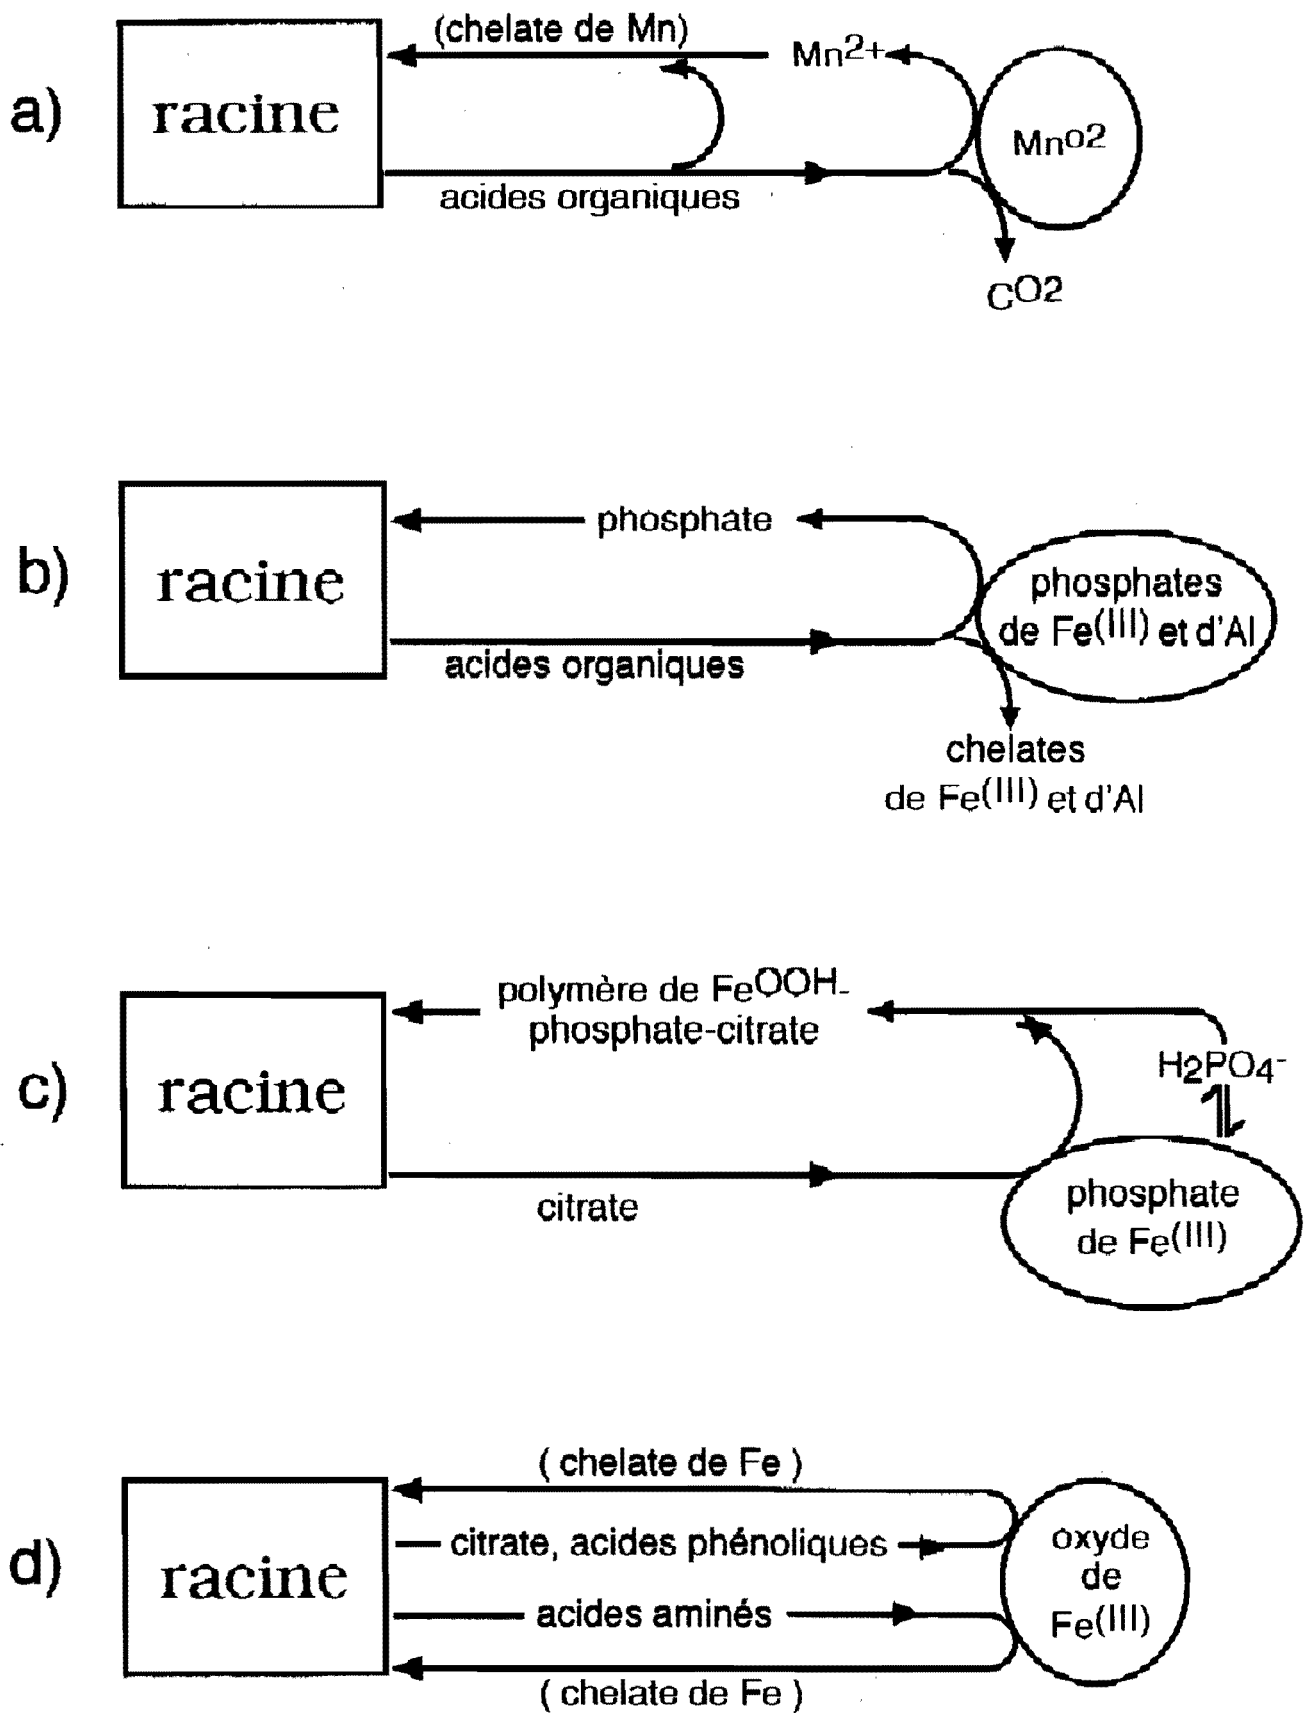 (chelate de Mn)
Mn2+
a)
racine
MnO2
acides organiques
CO2
phosphate
b)
racine
phosphates
de Fe(III) et d'Al
acides organiques
chelates
de Fe(III) et d'Al
polymère de FeOOH-
phosphate-citrate
H2PO4-
c)
racine
phosphate
de Fe(III)
citrate
( chelate de Fe )
citrate, acides phénoliques
d)
racine
oxyde
de
Fe(III)
acides aminés
( chelate de Fe )